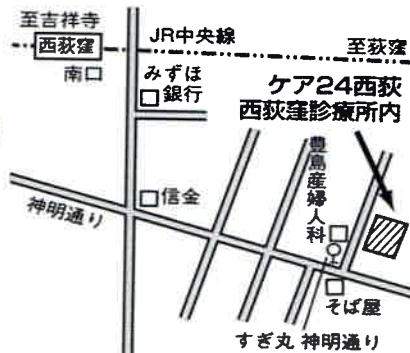 至吉祥寺
西荻窪
JR中央線
至荻窪
南口
みずほ
銀行
ケア24西荻
西荻窪診療所内
信金
神明通り
豊島産婦人科
そば屋
すぎ丸 神明通り